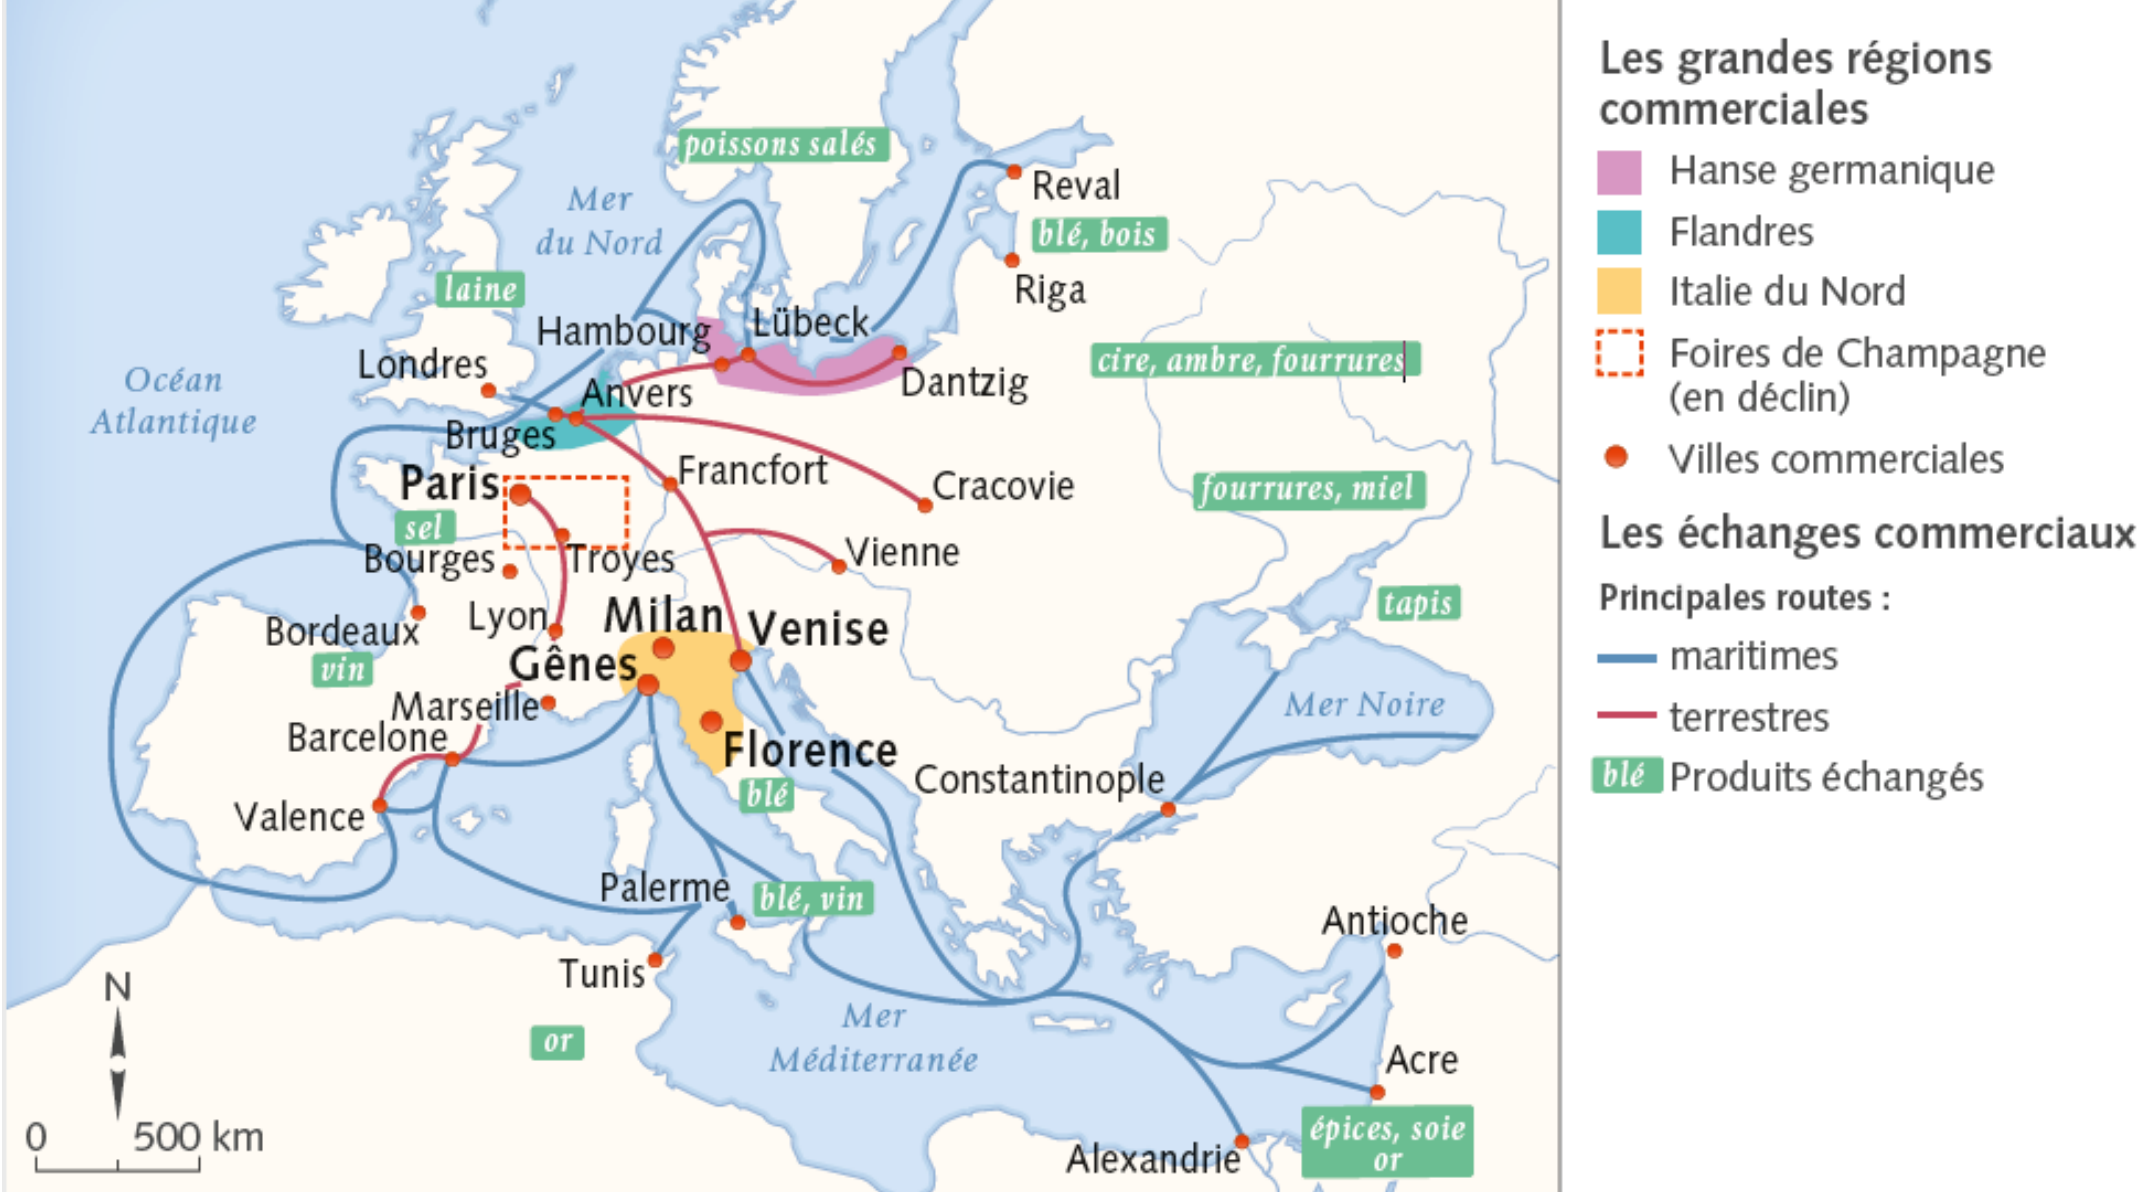 poissons salés
Mer
du Nord
Reval
blé, bois
Riga
laine
Hambourg
Lübeck
Londres
cire, ambre, fourrures
Océan
Atlantique
Anvers
Dantzig
Bruges
Paris
Francfort
Cracovie
fourrures, miel
sel
Bourges
Troyes
Vienne
tapis
Lyon
Milan
Venise
Bordeaux
vin
Gênes
Marseille
Mer Noire
Barcelone
Florence
Constantinople
blé
Valence
Palerme
blé, vin
Antioche
Tunis
N
Mer
Méditerranée
or
Acre
épices, soie
or
0 500 km
Alexandrie
Les grandes régions
commerciales
Hanse germanique
Flandres
Italie du Nord
Foires de Champagne
(en déclin)
Villes commerciales
Les échanges commerciaux
Principales routes :
maritimes
terrestres
blé Produits échangés